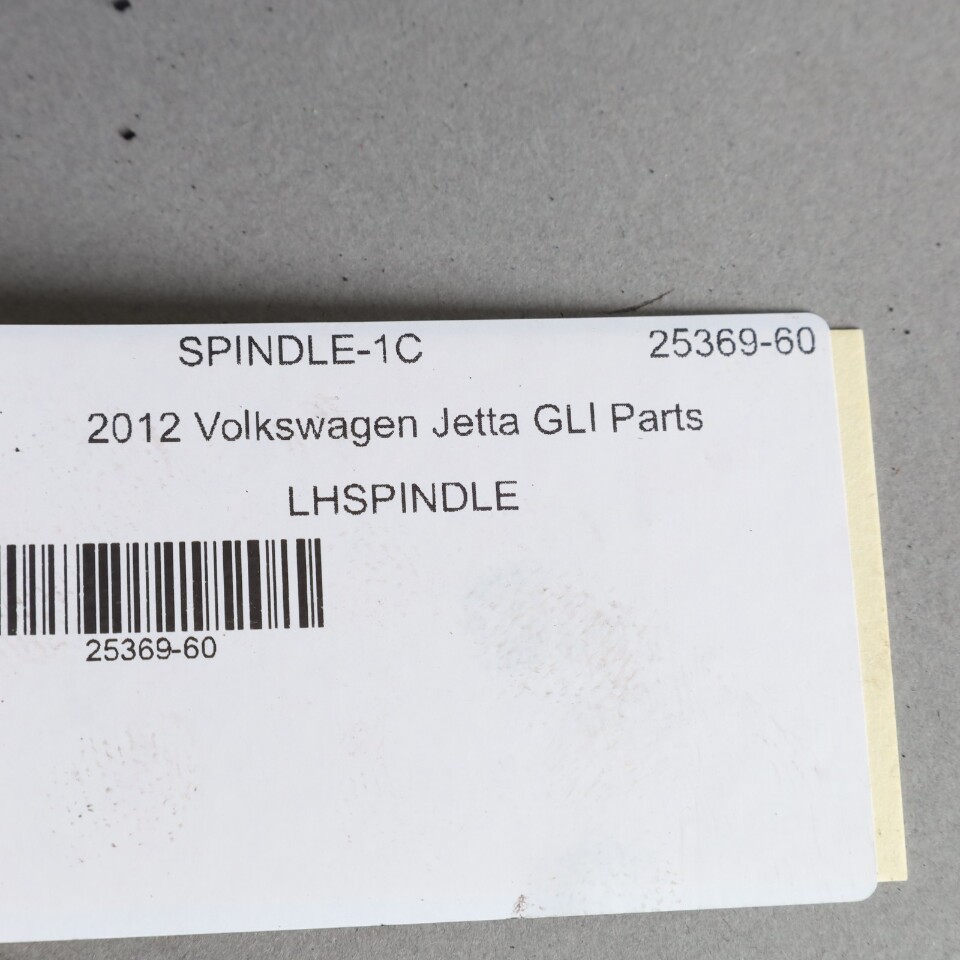 SPINDLE-1C 25369-60
2012 Volkswagen Jetta GLI Parts
LHSPINDLE
25369-60